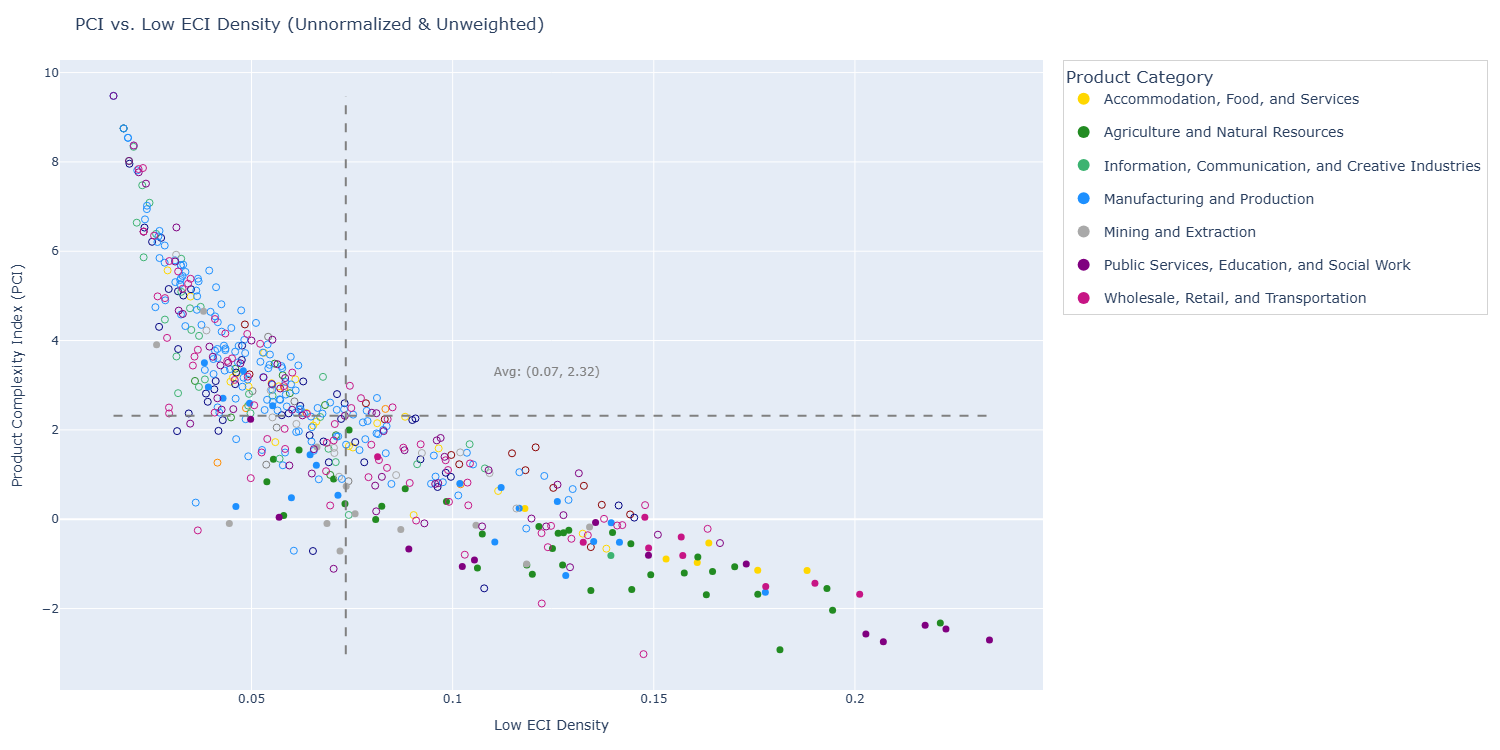 PCI vs. Low ECI Density (Unnormalized & Unweighted)
Product Category
Accommodation, Food, and Services
Agriculture and Natural Resources
Information, Communication, and Creative Industries
Manufacturing and Production
Mining and Extraction
Public Services, Education, and Social Work
Wholesale, Retail, and Transportation
Product Complexity Index (PCI)
10
8
6
4
2
0
−2
Avg: (0.07, 2.32)
0.05
0.1
0.15
0.2
Low ECI Density